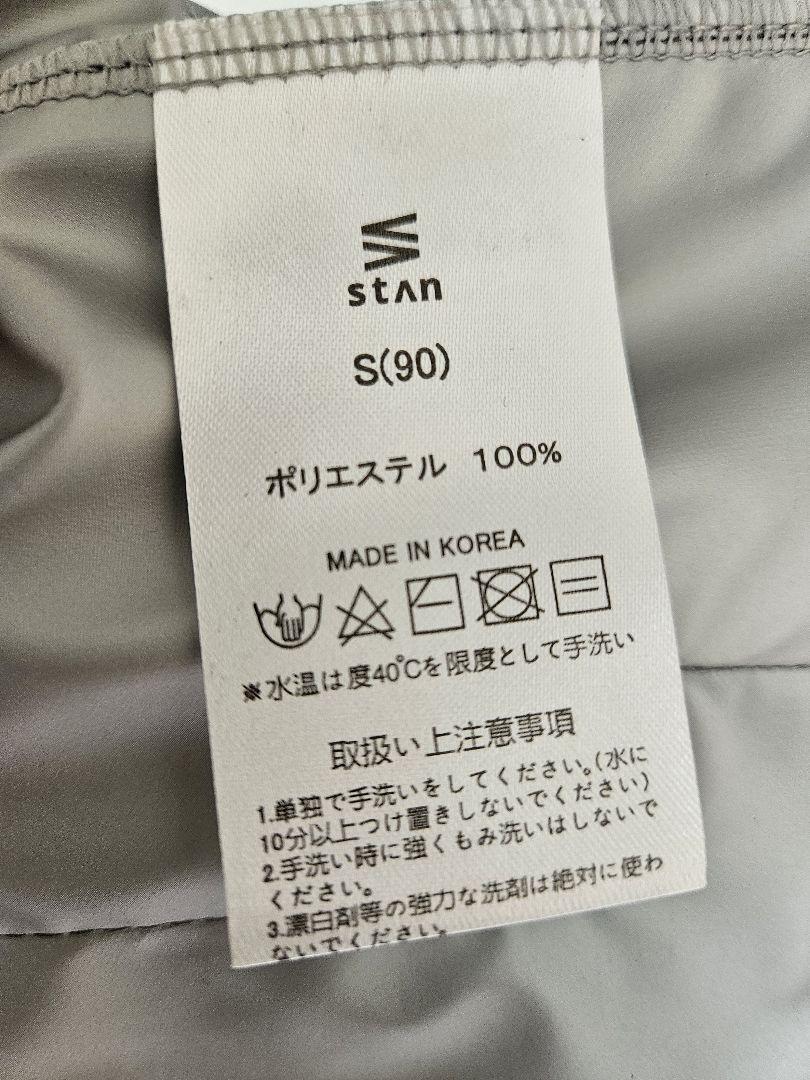 stʌn
S(90)
ポリエステル 100%
MADE IN KOREA
※水温は度40℃を限度として手洗い
取扱い上注意事項
1.単独で手洗いをしてください。(水に
10分以上つけ置きしないでください)
2.手洗い時に強くもみ洗いはしないで
ください。
3.漂白剤等の強力な洗剤は絶対に使わ
ないでください。